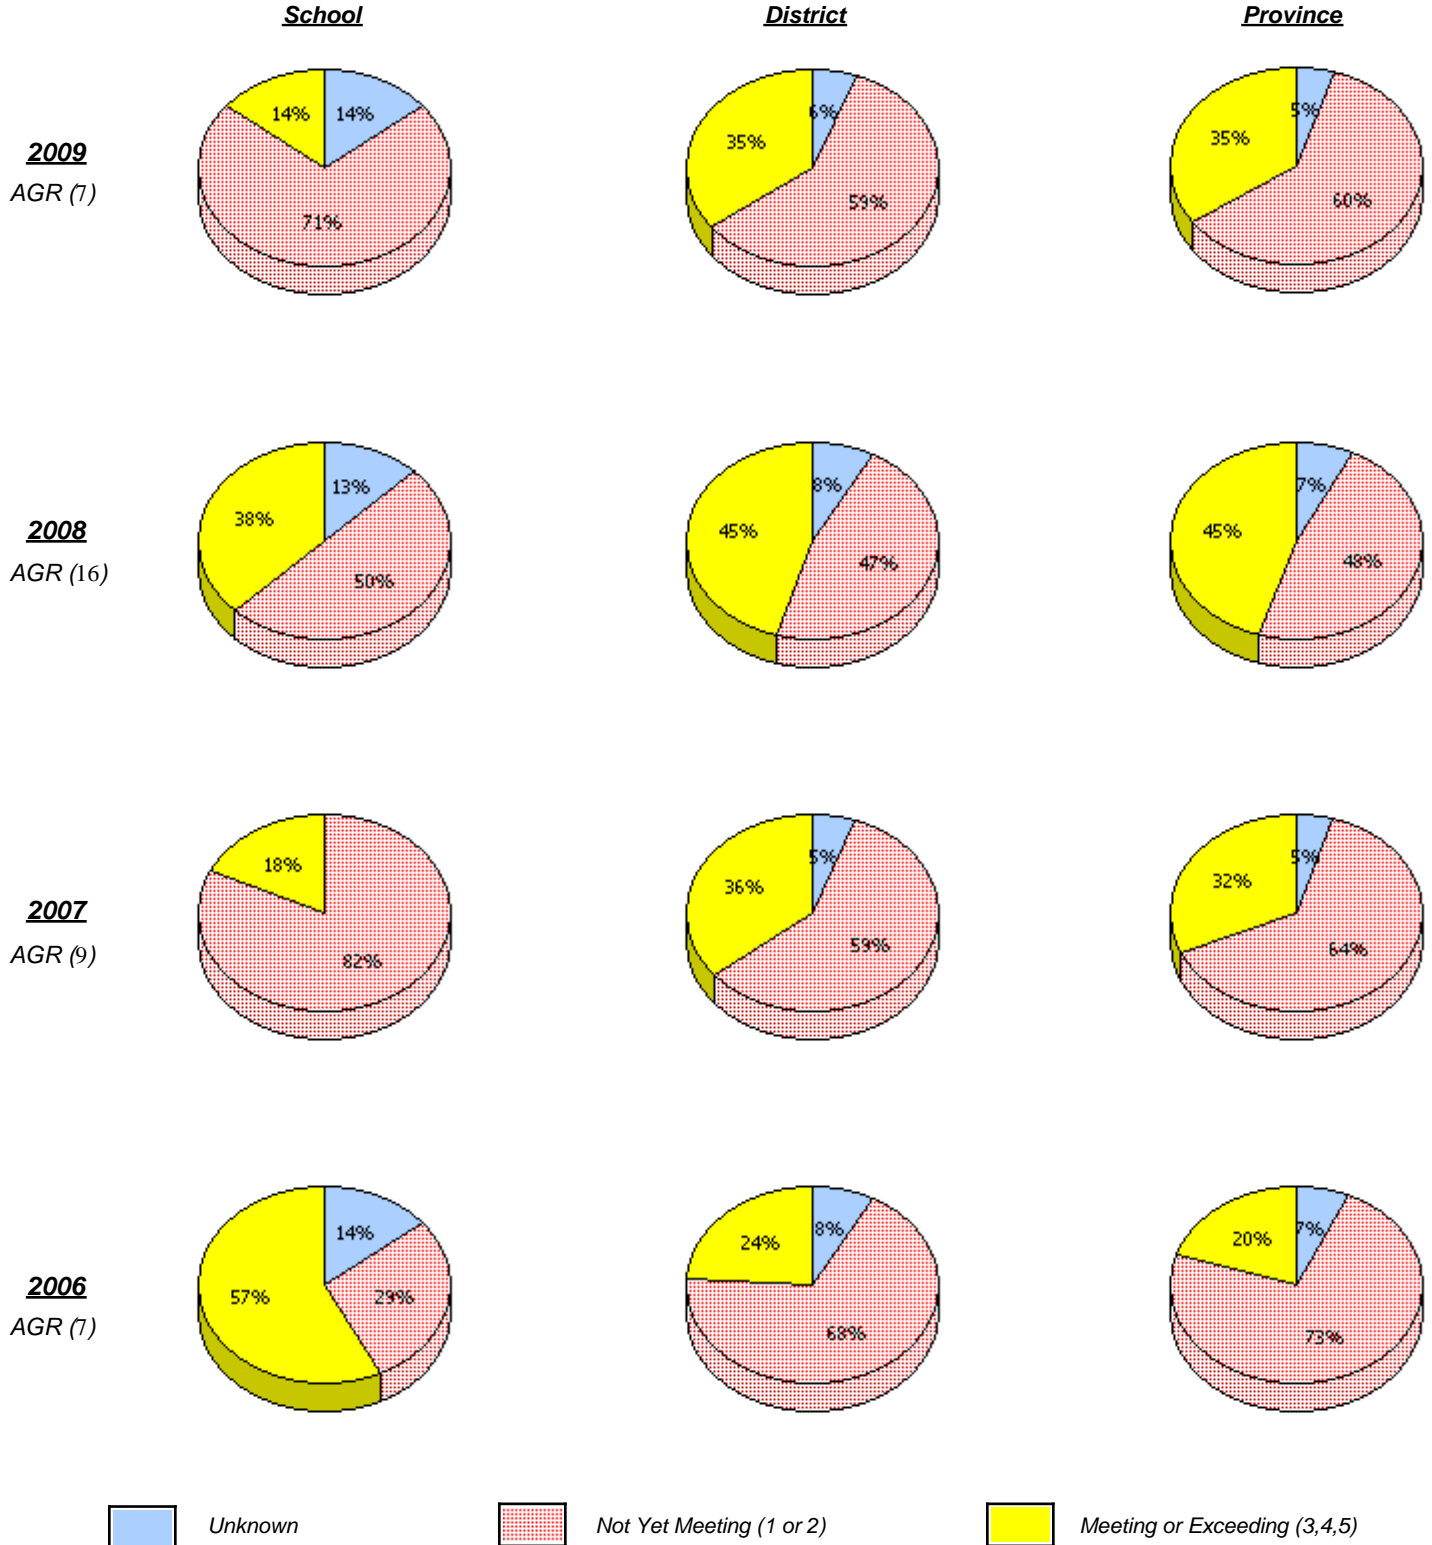 School District Province
14% 14% 6% 35% 59% 5% 35% 60% 71%
2009
AGR (7)
13% 38% 50% 8% 45% 47% 7% 45% 48%
2008
AGR (16)
18% 82% 5% 36% 59% 5% 32% 64%
2007
AGR (9)
14% 57% 29% 8% 24% 68% 7% 20% 73%
2006
AGR (7)
Unknown Not Yet Meeting (1 or 2) Meeting or Exceeding (3,4,5)